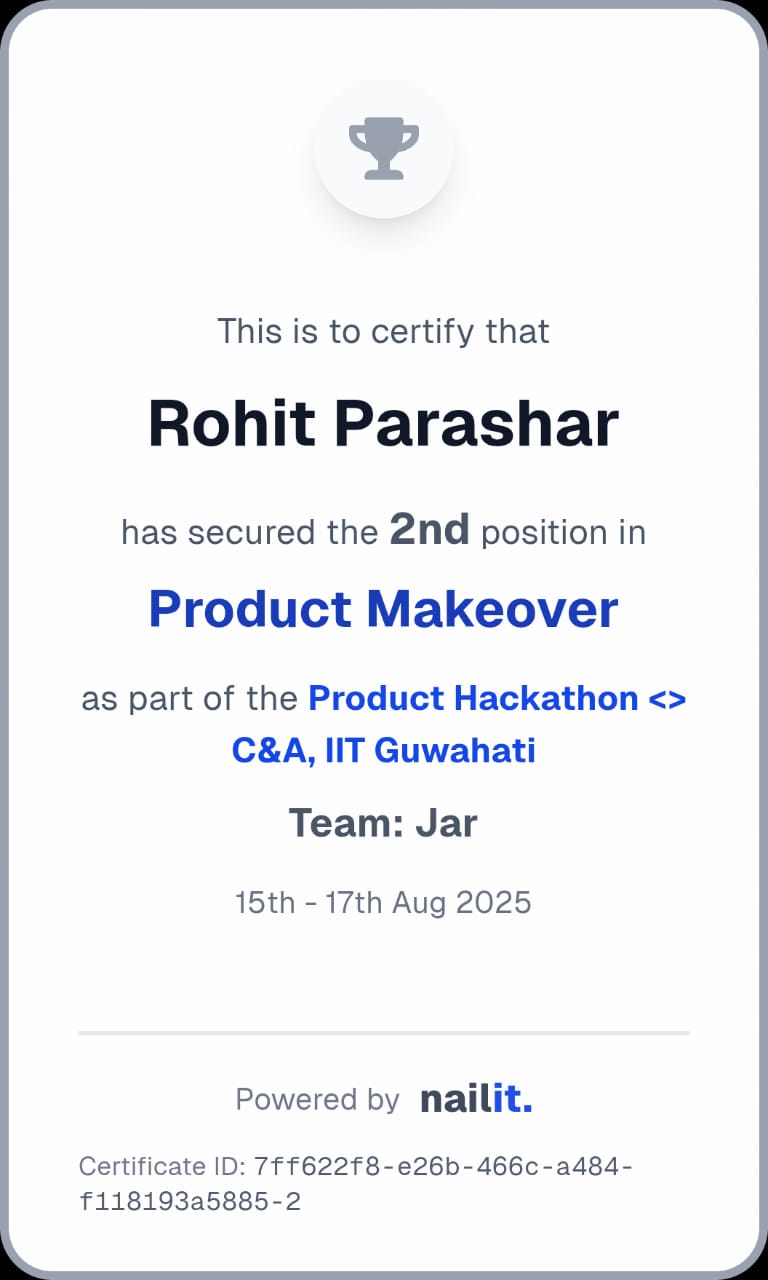 This is to certify that
Rohit Parashar
has secured the 2nd position in
Product Makeover
as part of the Product Hackathon <>
C&A, IIT Guwahati
Team: Jar
15th - 17th Aug 2025
Powered by nailit.
Certificate ID: 7ff622f8-e26b-466c-a484-
f118193a5885-2